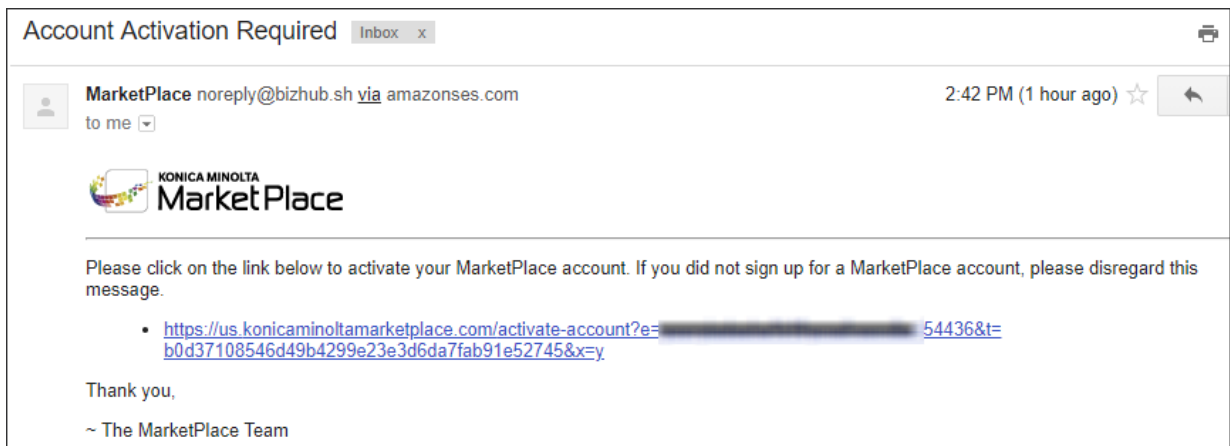 Account Activation Required Inbox x
MarketPlace noreply@bizhub.sh via amazonses.com 2:42 PM (1 hour ago)
to me
KONICA MINOLTA
MarketPlace
Please click on the link below to activate your MarketPlace account. If you did not sign up for a MarketPlace account, please disregard this
message.
• https://us.konicaminoltamarketplace.com/activate-account?e= 54436&t=
b0d37108546d49b4299e23e3d6da7fab91e52745&x=y
Thank you,
~ The MarketPlace Team